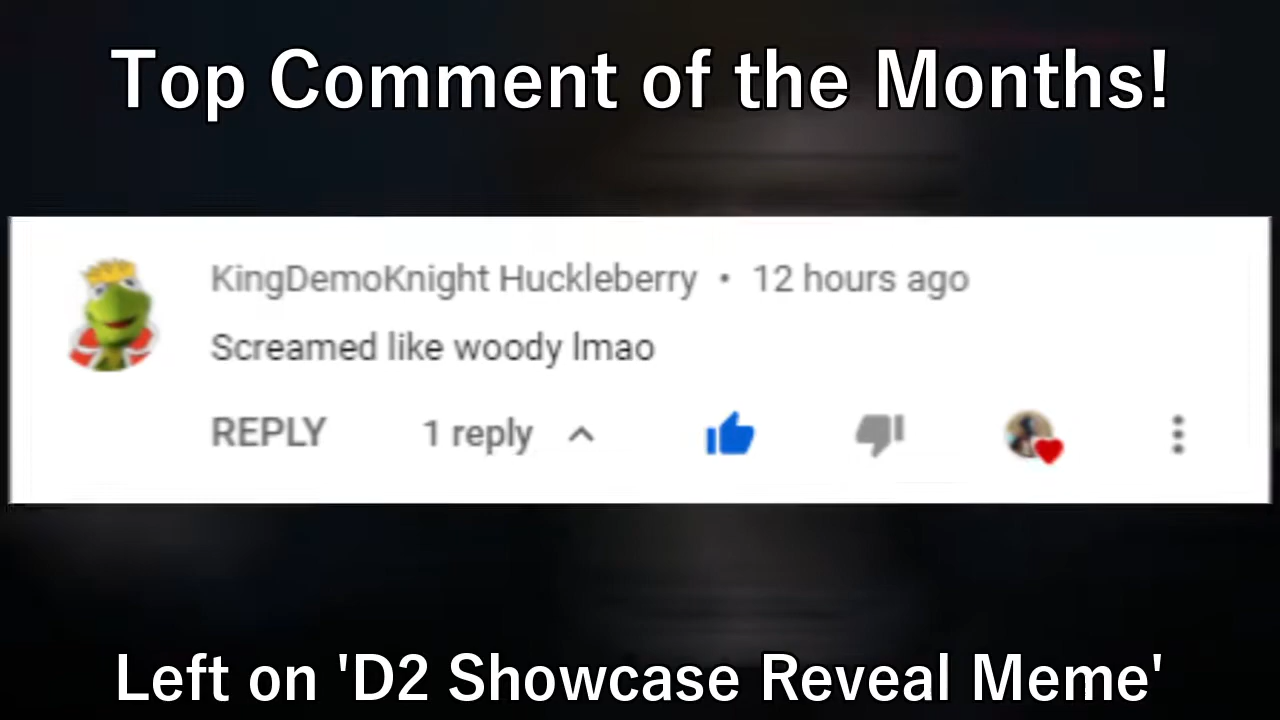 Top Comment of the Months!
KingDemoKnight Huckleberry • 12 hours ago
Screamed like woody lmao
REPLY 1 reply
Left on 'D2 Showcase Reveal Meme'